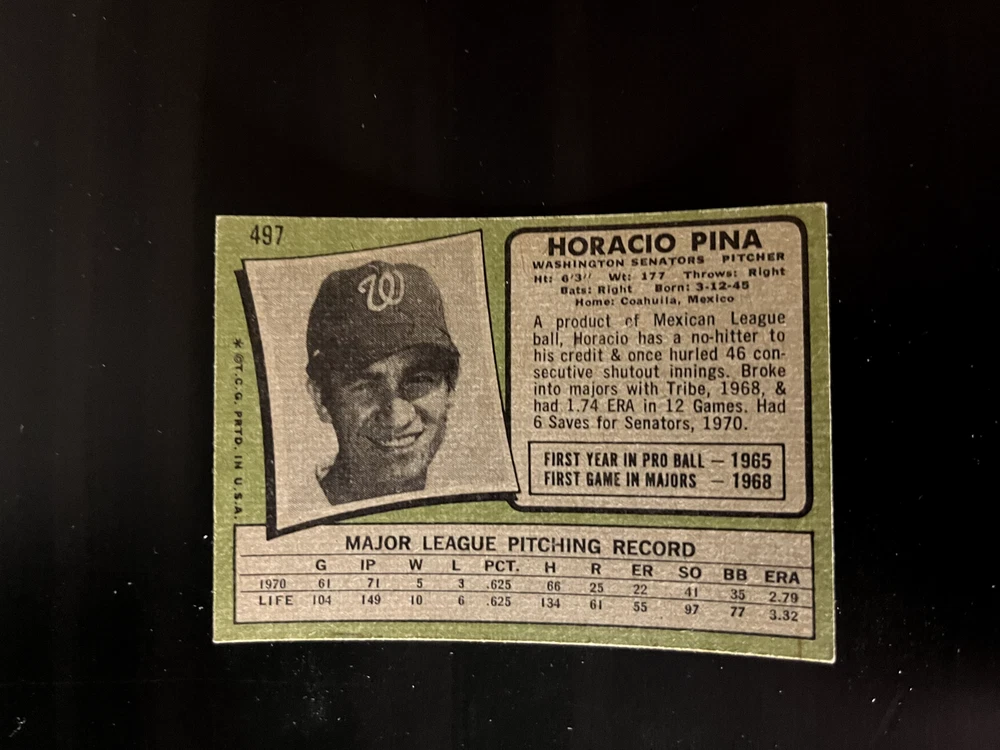 497
W
HORACIO PINA
WASHINGTON SENATORS PITCHER
Ht: 6'3" Wt: 177 Throws: Right
Bats: Right Born: 3-12-45
Home: Coahuila, Mexico
A product of Mexican League
ball, Horacio has a no-hitter to
his credit & once hurled 46 con-
secutive shutout innings. Broke
into majors with Tribe, 1968, &
had 1.74 ERA in 12 Games. Had
6 Saves for Senators, 1970.
FIRST YEAR IN PRO BALL — 1965
FIRST GAME IN MAJORS — 1968
* © T.C.G. PRTD. IN U.S.A.
MAJOR LEAGUE PITCHING RECORD
G IP W L PCT. H R ER SO BB ERA
1970 61 71 5 3 .625 66 25 22 41 35 2.79
LIFE 104 149 10 6 .625 134 61 55 97 77 3.32